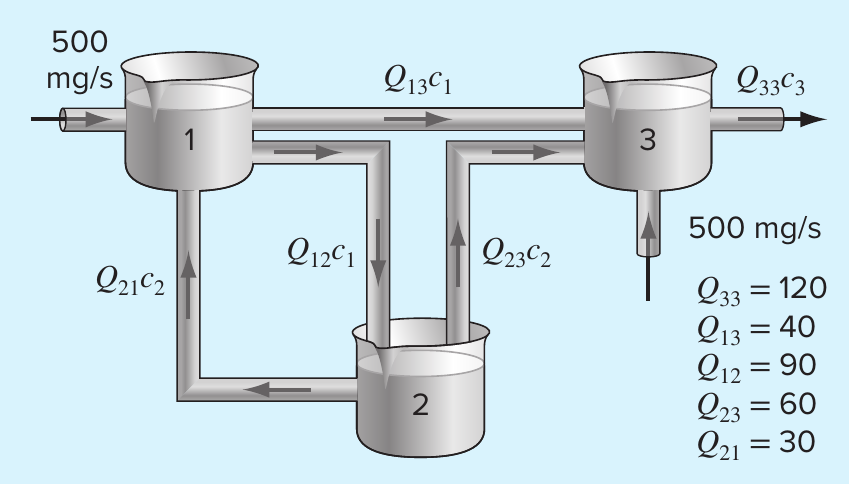 500
mg/s
Q₁₃c₁
Q₃₃c₃
1
3
Q₂₁c₂
Q₁₂c₁
Q₂₃c₂
500 mg/s
2
Q₃₃ = 120
Q₁₃ = 40
Q₁₂ = 90
Q₂₃ = 60
Q₂₁ = 30